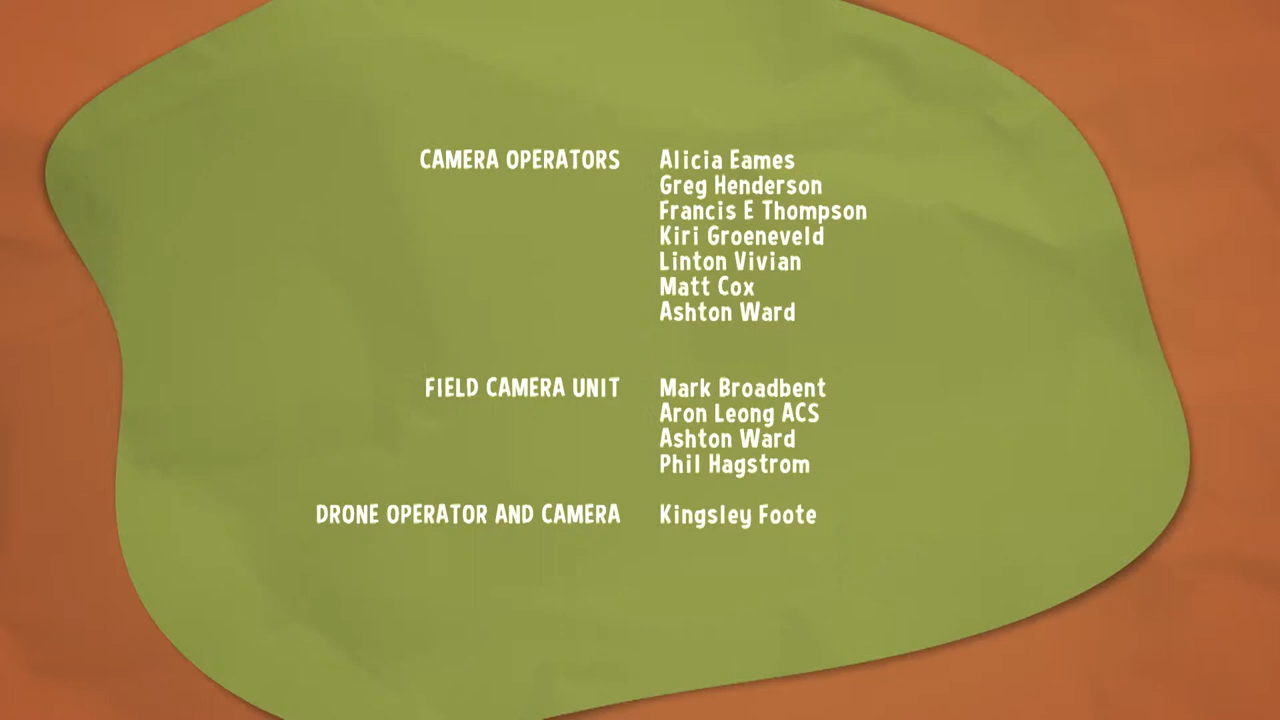 CAMERA OPERATORS Alicia Eames
Greg Henderson
Francis E Thompson
Kiri Groeneveld
Linton Vivian
Matt Cox
Ashton Ward
FIELD CAMERA UNIT Mark Broadbent
Aron Leong ACS
Ashton Ward
Phil Hagstrom
DRONE OPERATOR AND CAMERA Kingsley Foote